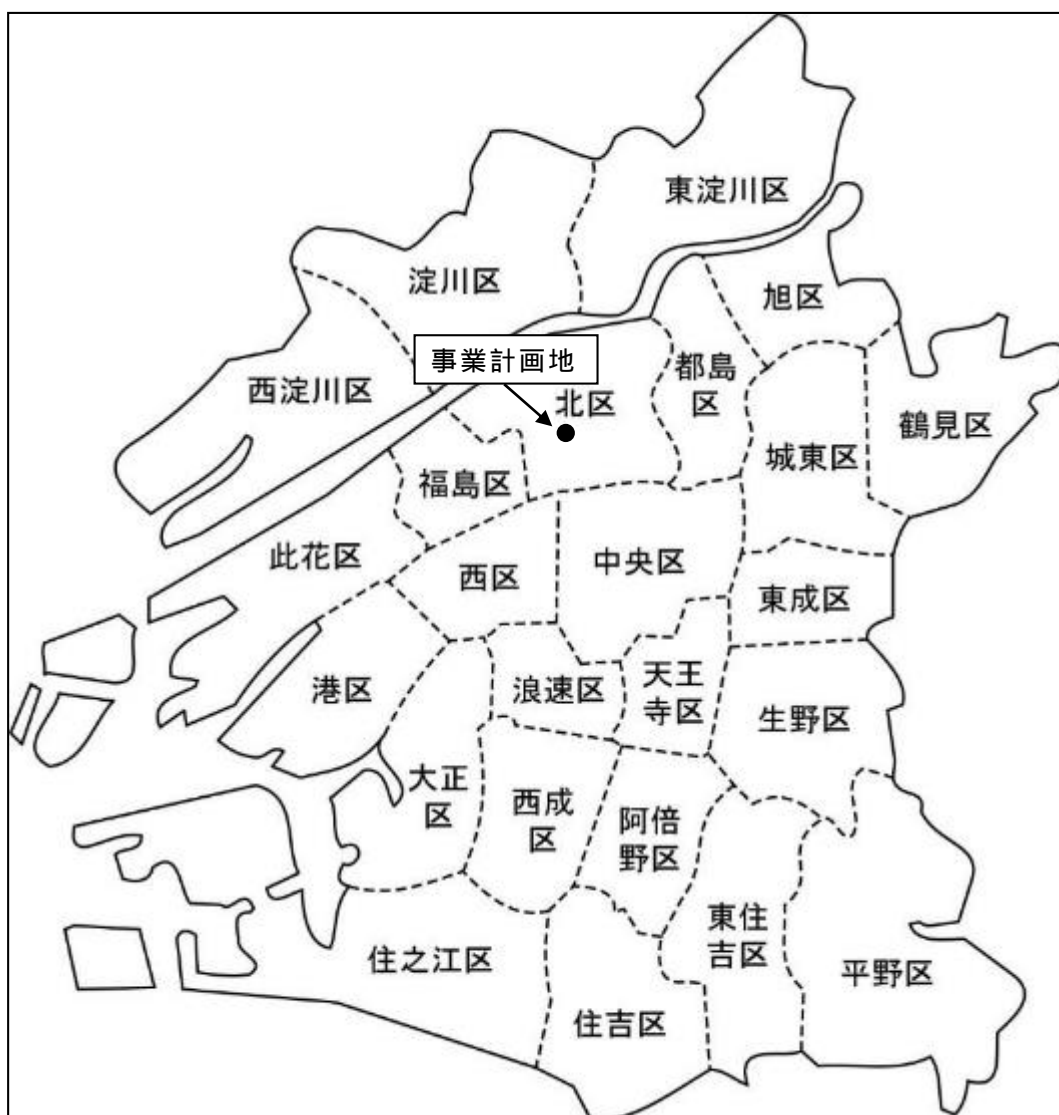 東淀川区
淀川区
旭区
事業計画地
西淀川区
北区
都島
区
鶴見区
城東区
福島区
此花区
西区
中央区
東成区
港区
浪速区
天王
寺区
生野区
大正
区
西成
区
阿倍
野区
東住
吉区
住之江区
平野区
住吉区